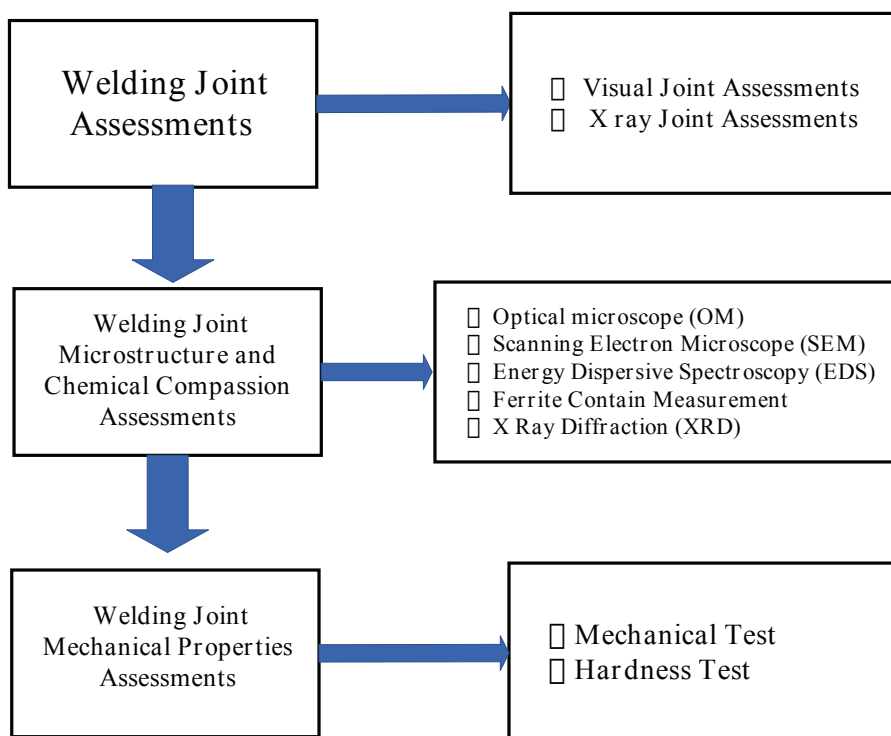 Welding Joint
Assessments
▯ Visual Joint Assessments
▯ X ray Joint Assessments
Welding Joint
Microstructure and
Chemical Compassion
Assessments
▯ Optical microscope (OM)
▯ Scanning Electron Microscope (SEM)
▯ Energy Dispersive Spectroscopy (EDS)
▯ Ferrite Contain Measurement
▯ X Ray Diffraction (XRD)
Welding Joint
Mechanical Properties
Assessments
▯ Mechanical Test
▯ Hardness Test